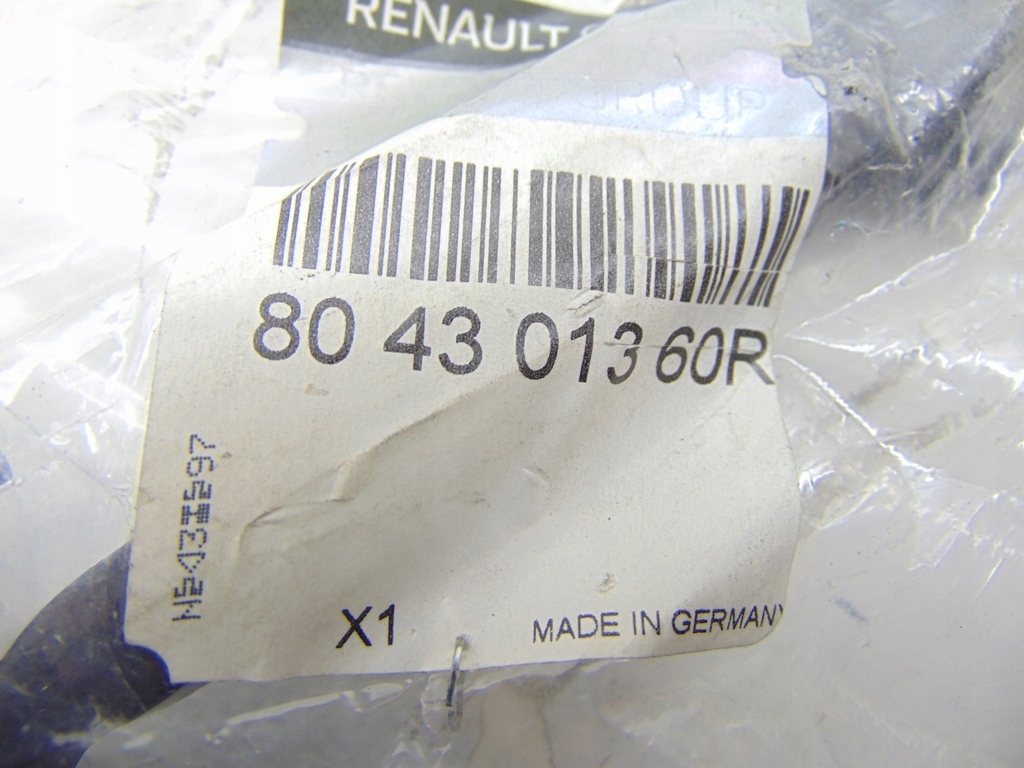 RENAULT
80 43 013 60R
X1
MADE IN GERMANY